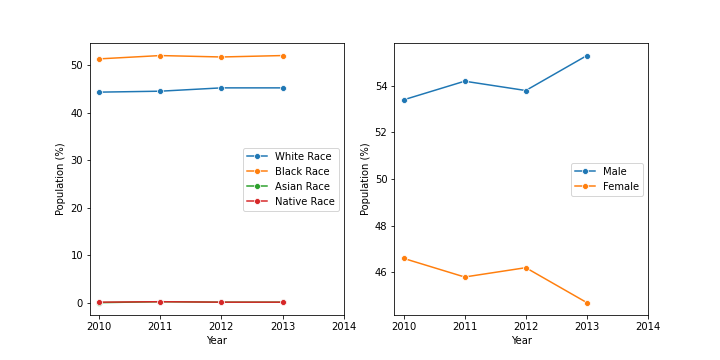 50
40
30
20
10
0
Population (%)
White Race
Black Race
Asian Race
Native Race
2010 2011 2012 2013 2014
Year
54
52
50
48
46
Population (%)
Male
Female
2010 2011 2012 2013 2014
Year